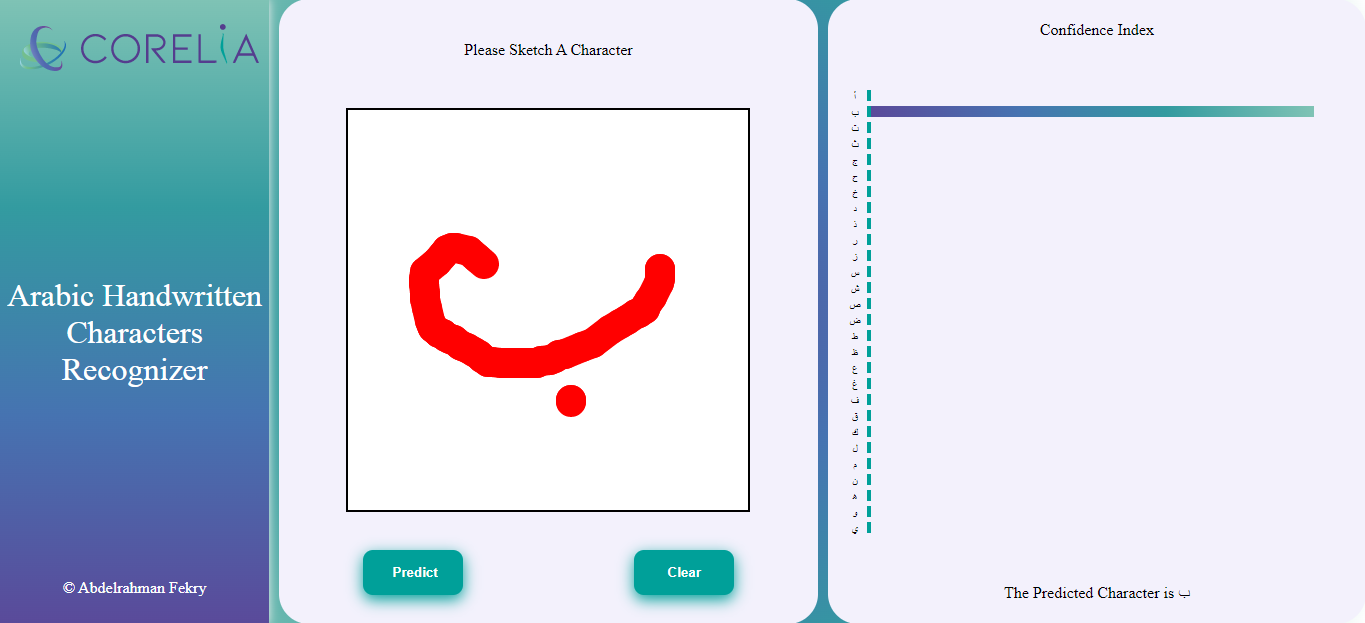 CORELIA
Arabic Handwritten
Characters
Recognizer
© Abdelrahman Fekry
Please Sketch A Character
ب
Predict
Clear
Confidence Index
أ
ب
ت
ث
ج
ح
خ
د
ذ
ر
ز
س
ش
ص
ض
ط
ظ
ع
غ
ف
ق
ك
ل
م
ن
ه
و
ي
The Predicted Character is ب